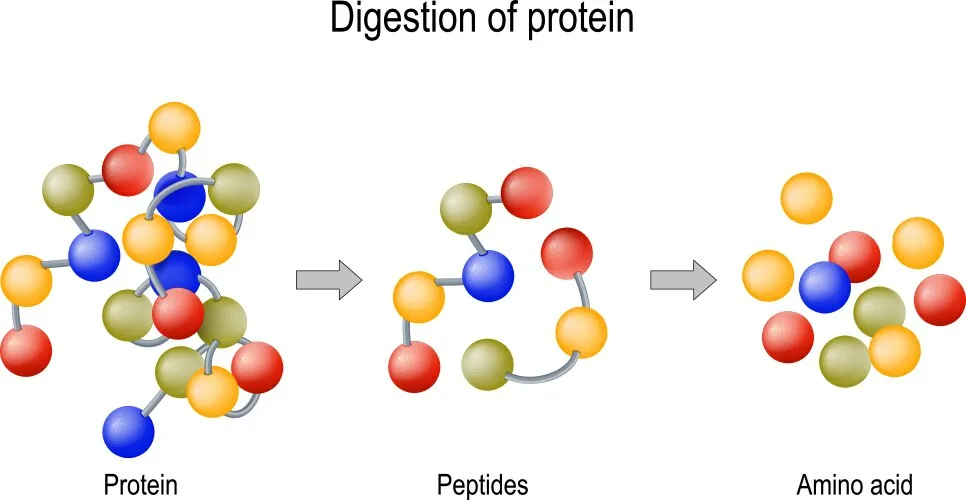 Digestion of protein
Protein
Peptides
Amino acid